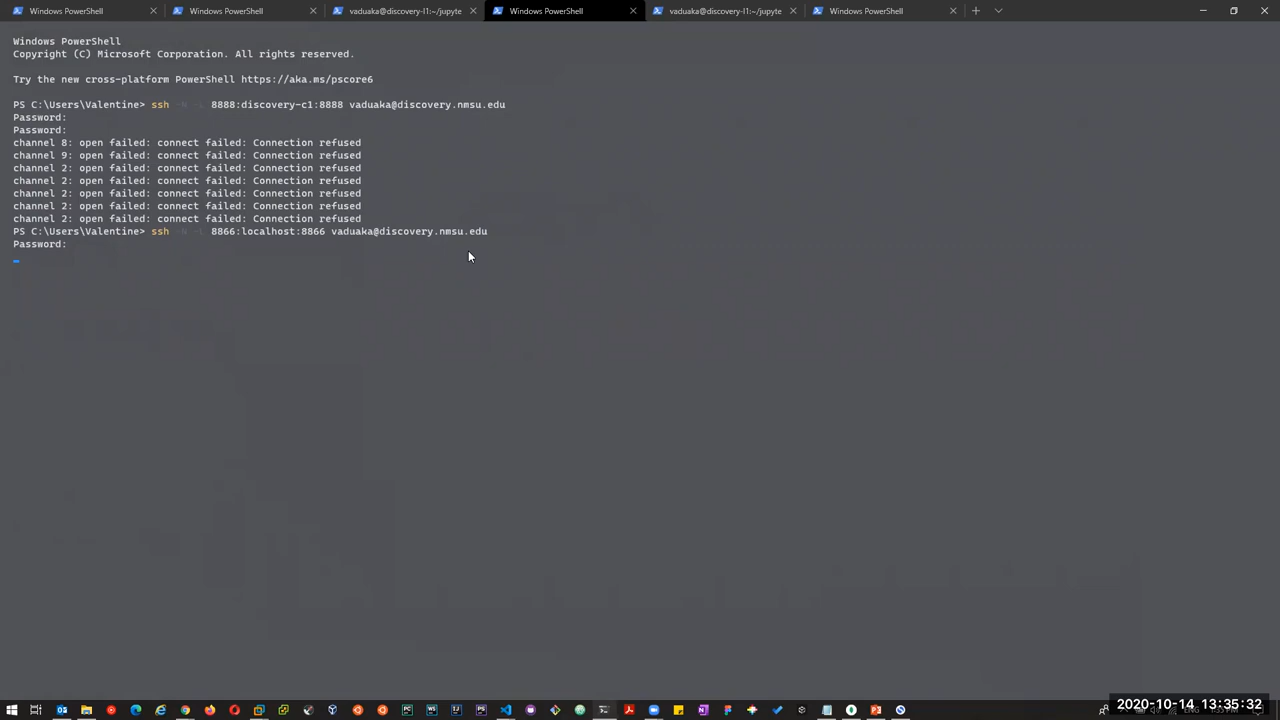 Windows PowerShell
Windows PowerShell
vaduaka@discovery-l1:~/jupyte
Windows PowerShell
vaduaka@discovery-l1:~/jupyte
Windows PowerShell
Windows PowerShell
Copyright (C) Microsoft Corporation. All rights reserved.
Try the new cross-platform PowerShell https://aka.ms/pscore6
PS C:\Users\Valentine> ssh -N -L 8888:discovery-c1:8888 vaduaka@discovery.nmsu.edu
Password:
Password:
channel 8: open failed: connect failed: Connection refused
channel 9: open failed: connect failed: Connection refused
channel 2: open failed: connect failed: Connection refused
channel 2: open failed: connect failed: Connection refused
channel 2: open failed: connect failed: Connection refused
channel 2: open failed: connect failed: Connection refused
channel 2: open failed: connect failed: Connection refused
PS C:\Users\Valentine> ssh -N -L 8866:localhost:8866 vaduaka@discovery.nmsu.edu
Password:
2020-10-14 13:35:32